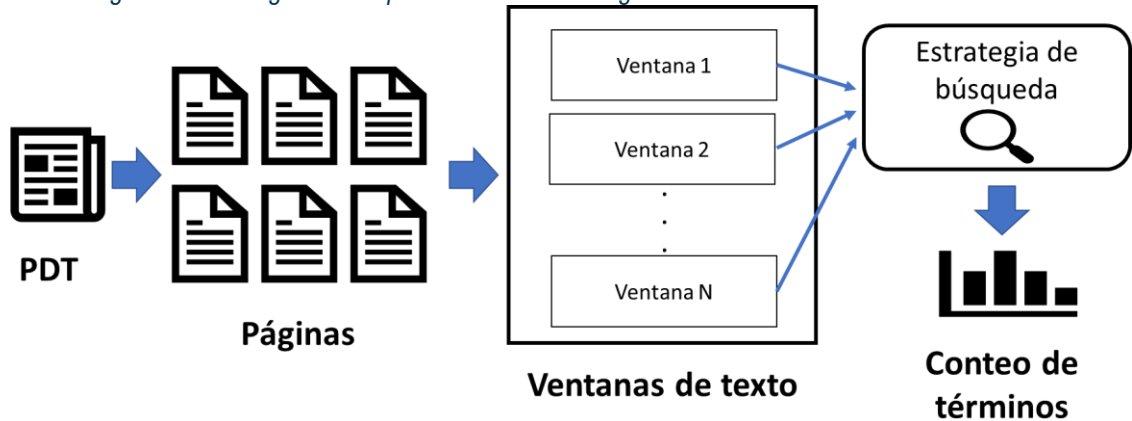 PDT
Páginas
Ventana 1
Ventana 2
.
.
.
Ventana N
Ventanas de texto
Estrategia de
búsqueda
Conteo de
términos